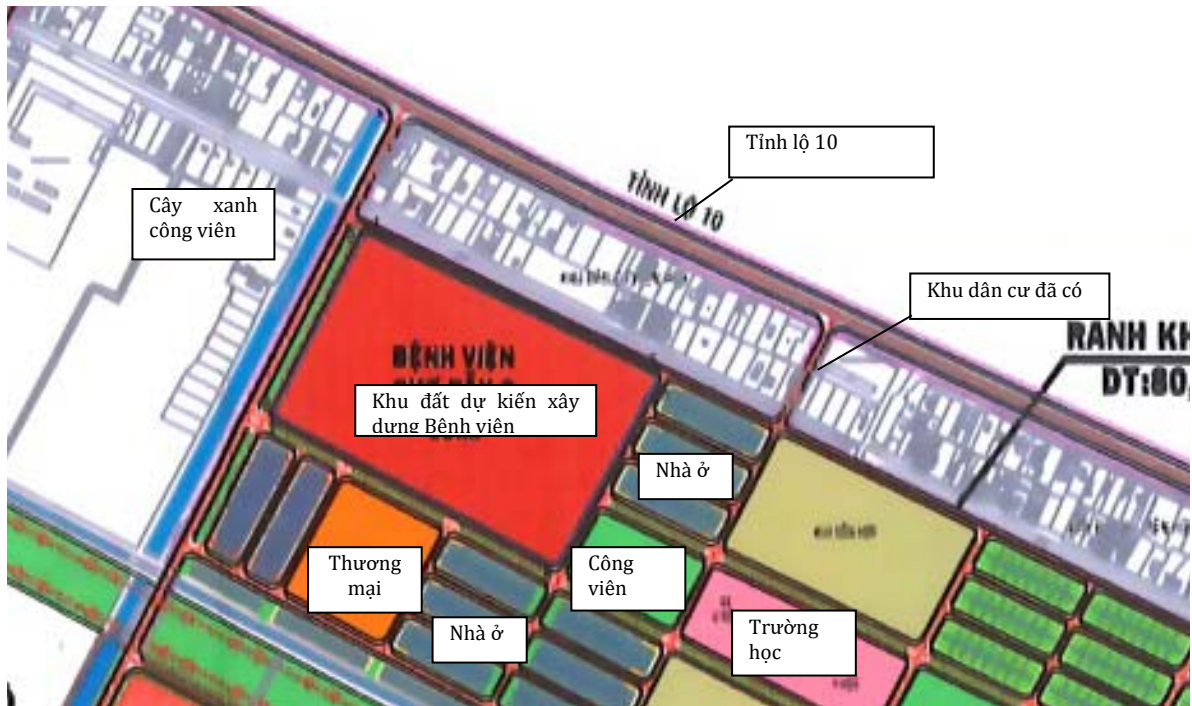 Tỉnh lộ 10
TỈNH LỘ 10
Cây xanh
công viên
Khu dân cư đã có
RANH KH
DT:80,
BỆNH VIỆN
Khu đất dự kiến xây
dựng Bệnh viện
Nhà ở
Thương
mại
Công
viên
Nhà ở
Trường
học